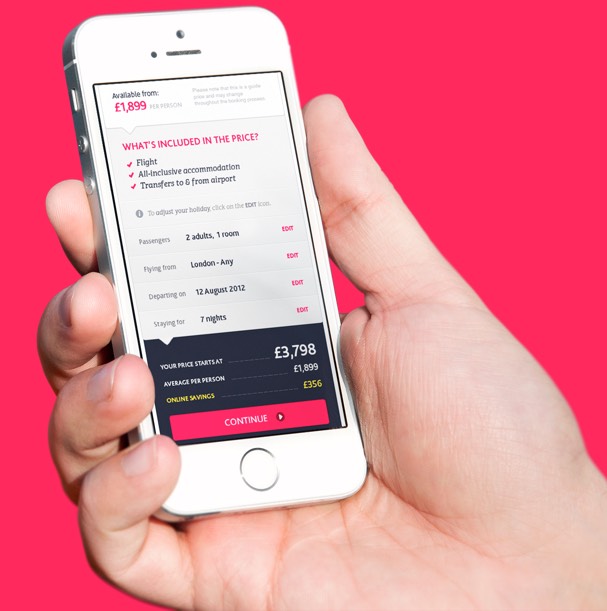 Available from:
£1,899 PER PERSON
Please note that this is a guide
price and may change
throughout the booking process.
WHAT'S INCLUDED IN THE PRICE?
Flight
All-inclusive accommodation
Transfers to & from airport
To adjust your holiday, click on the EDIT icon.
Passengers 2 adults, 1 room EDIT
Flying from London - Any EDIT
Departing on 12 August 2012 EDIT
Staying for 7 nights EDIT
YOUR PRICE STARTS AT £3,798
AVERAGE PER PERSON £1,899
ONLINE SAVINGS £356
CONTINUE